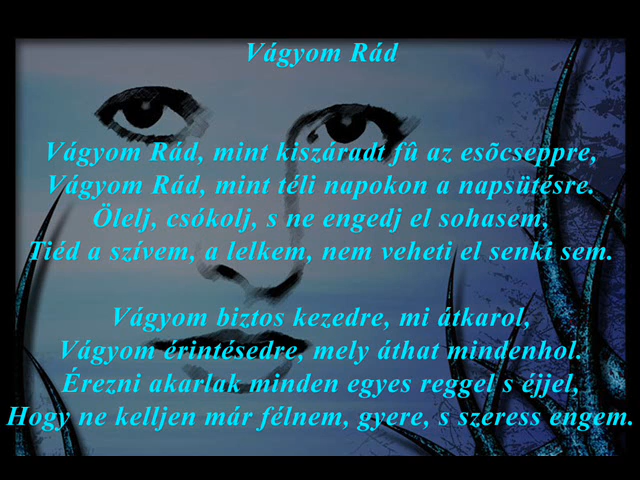 Vágyom Rád
Vágyom Rád, mint kiszáradt fû az esõcseppre,
Vágyom Rád, mint téli napokon a napsütésre.
Ölelj, csókolj, s ne engedj el sohasem,
Tiéd a szívem, a lelkem, nem veheti el senki sem.
Vágyom biztos kezedre, mi átkarol,
Vágyom érintésedre, mely áthat mindenhol.
Érezni akarlak minden egyes reggel s éjjel,
Hogy ne kelljen már félnem, gyere, s szeress engem.